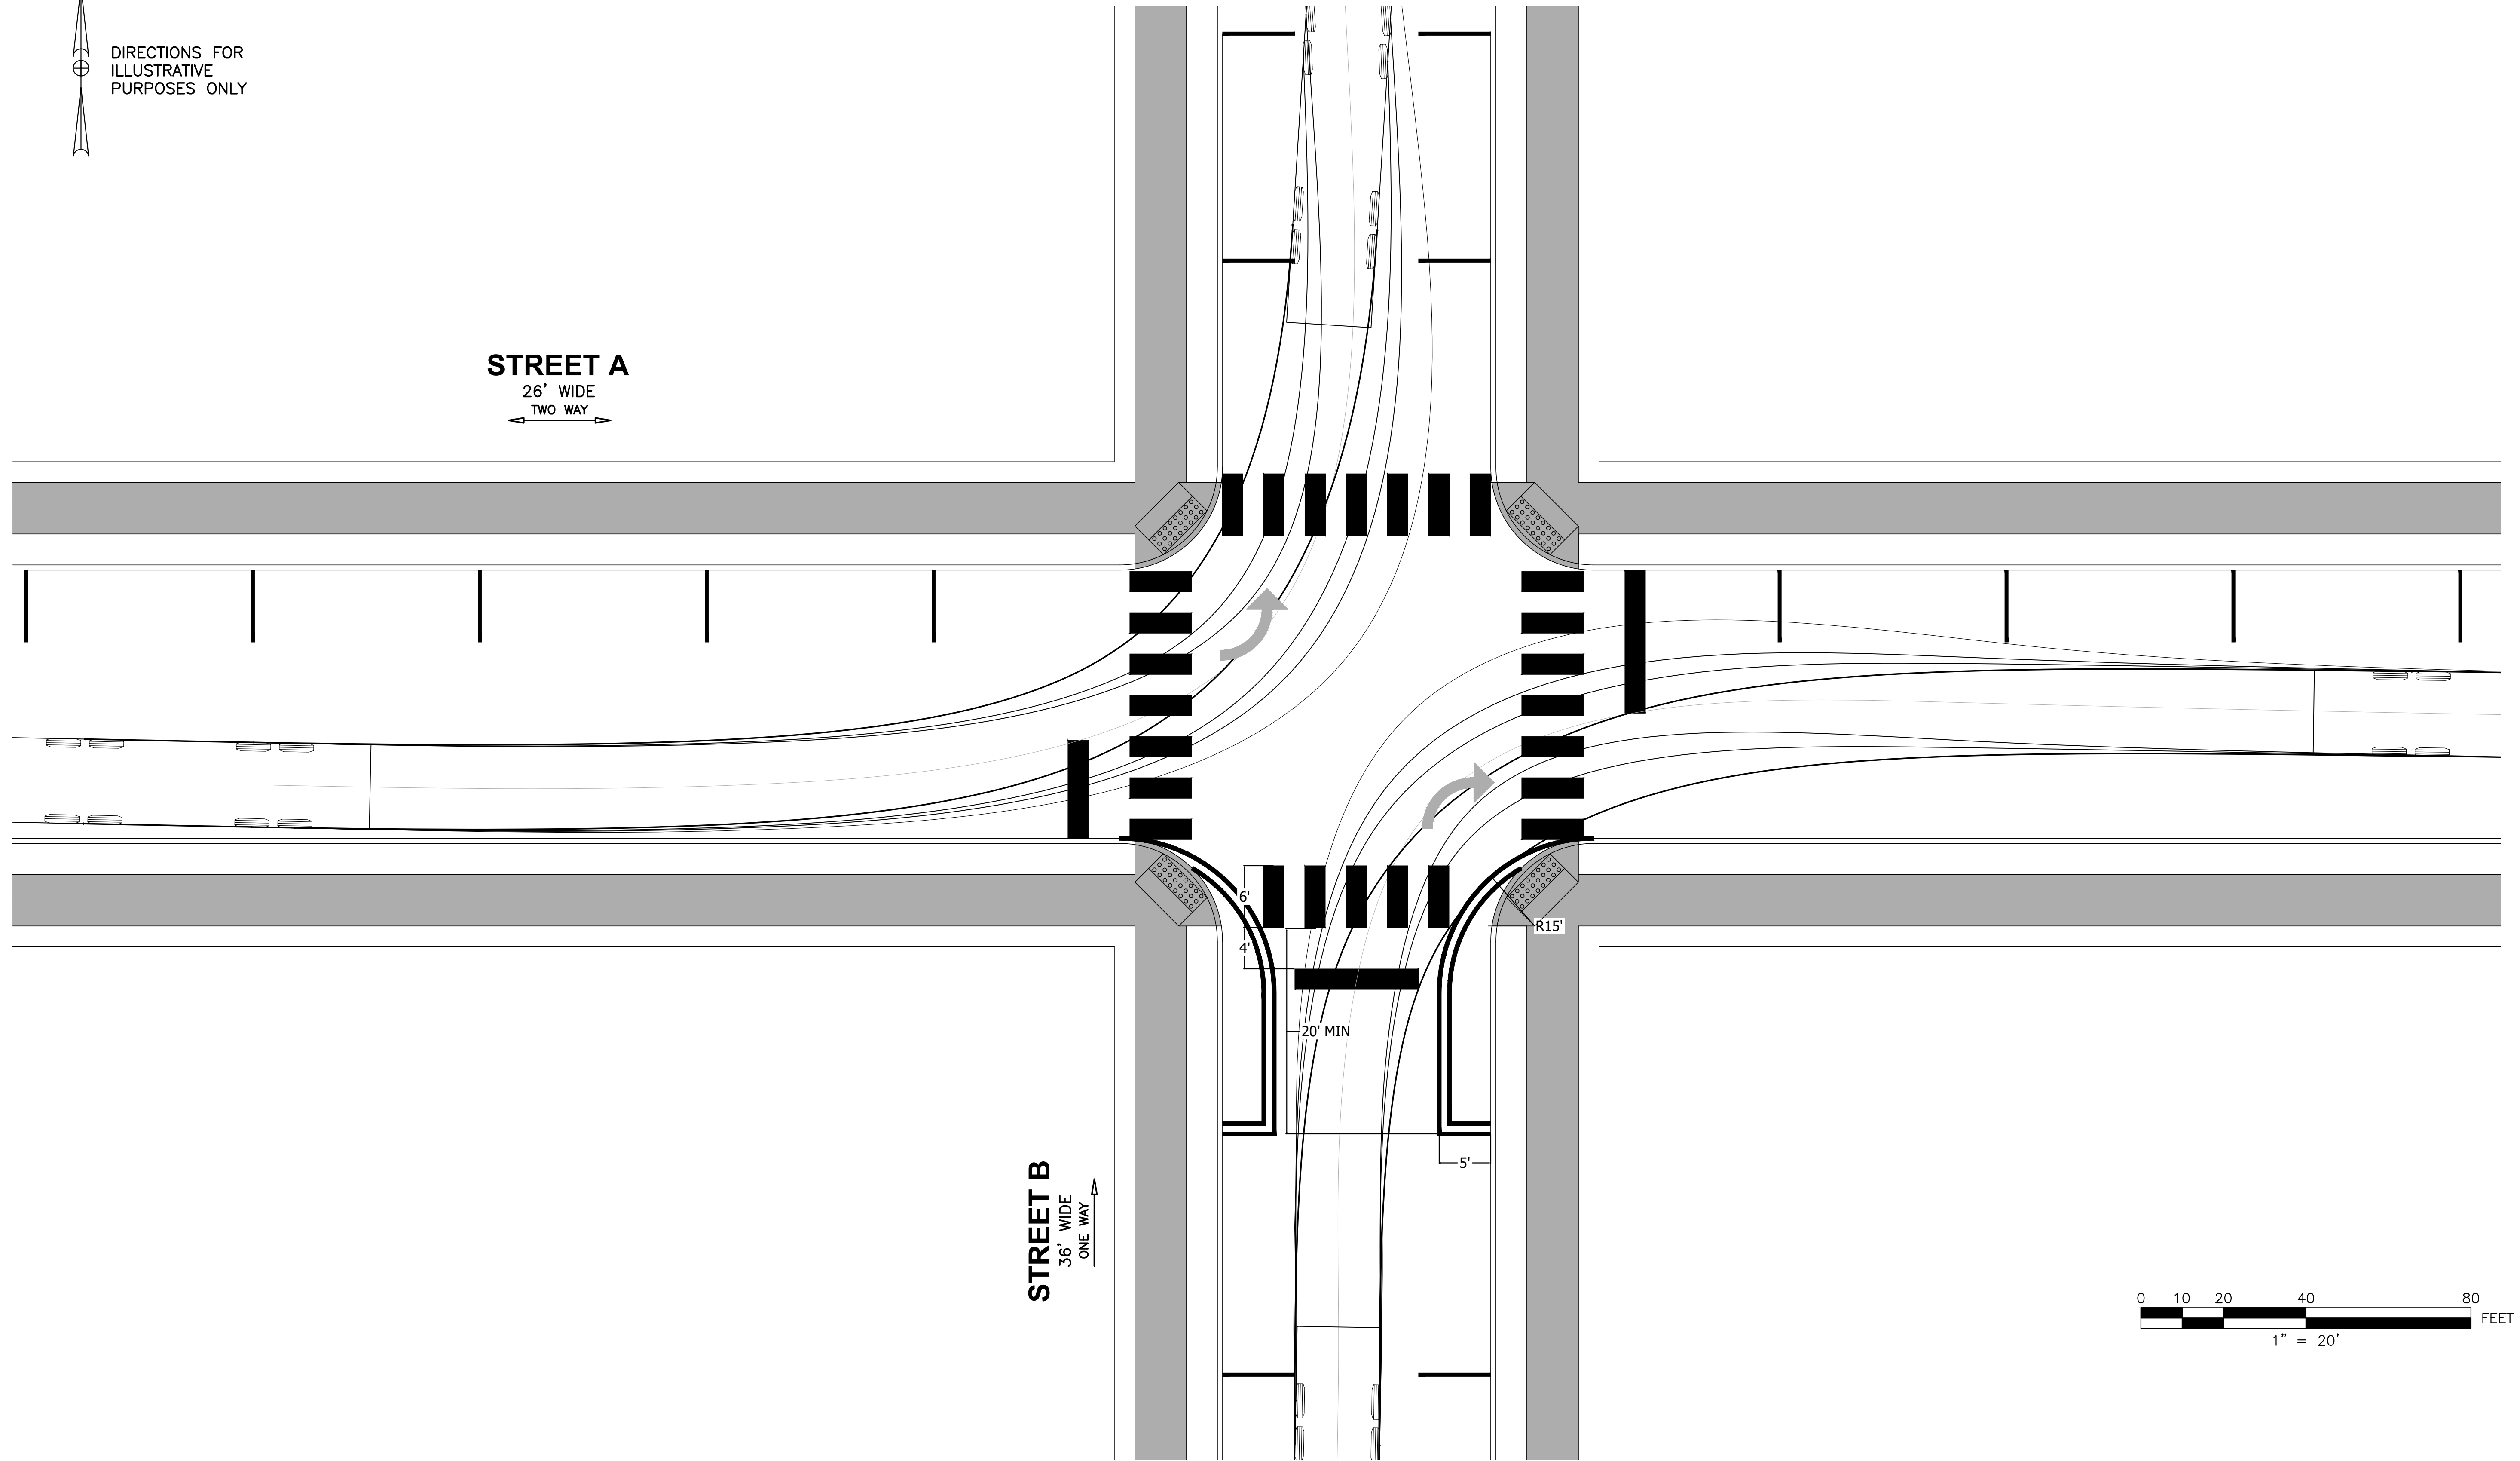 DIRECTIONS FOR
ILLUSTRATIVE
PURPOSES ONLY
STREET A
26' WIDE
TWO WAY
6'
4'
R15'
20' MIN
5'
STREET B
36' WIDE
ONE WAY
0 10 20 40 80
FEET
1" = 20'